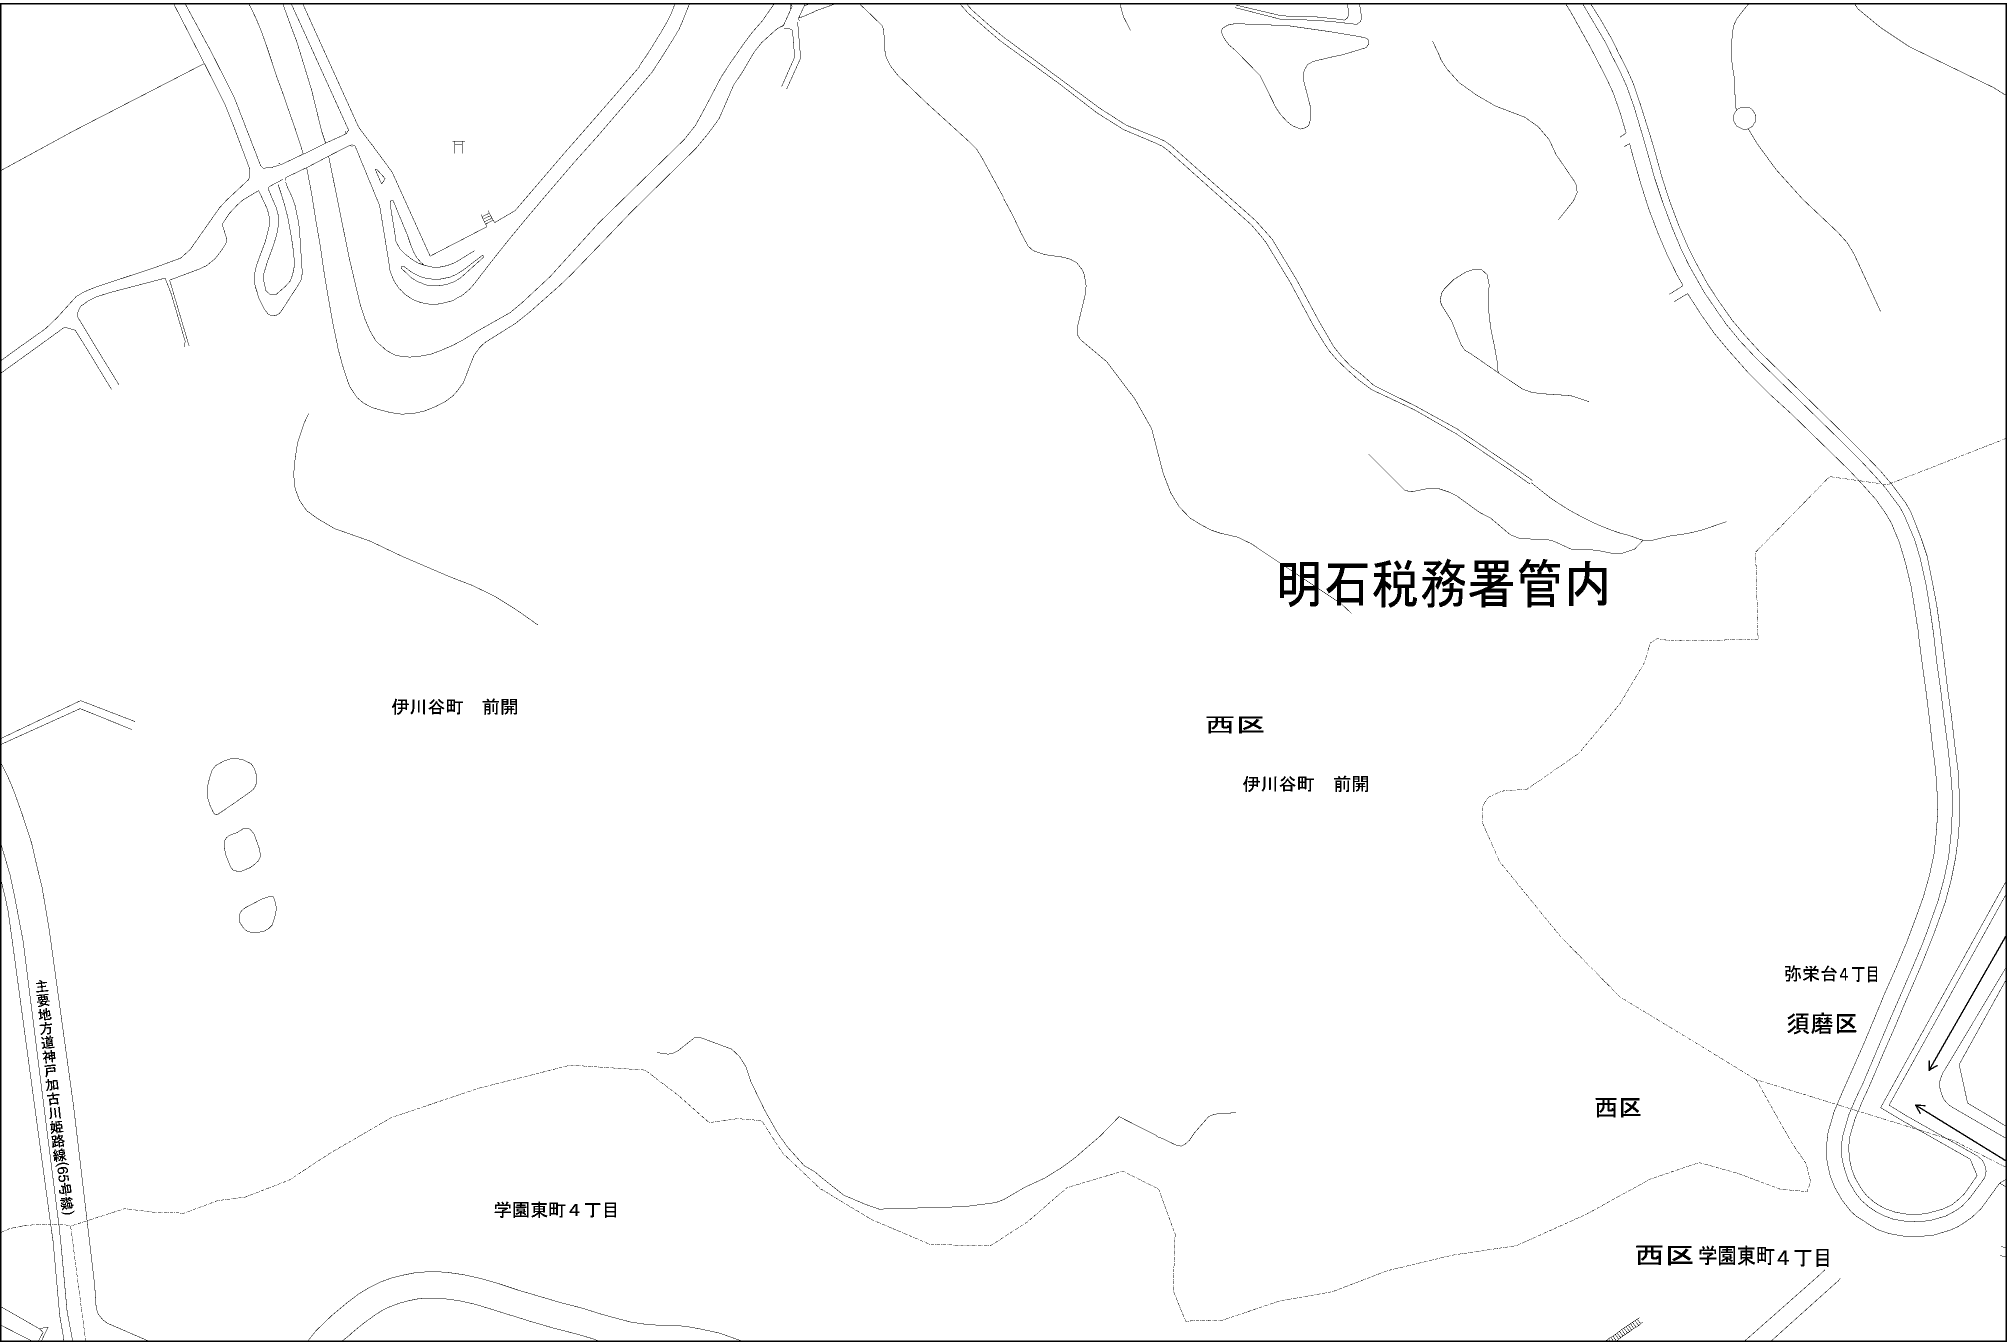 明石税務署管内
伊川谷町　前開
西区
伊川谷町　前開
弥栄台4丁目
須磨区
主要地方道神戸加古川姫路線(65号線)
西区
学園東町４丁目
西区 学園東町４丁目